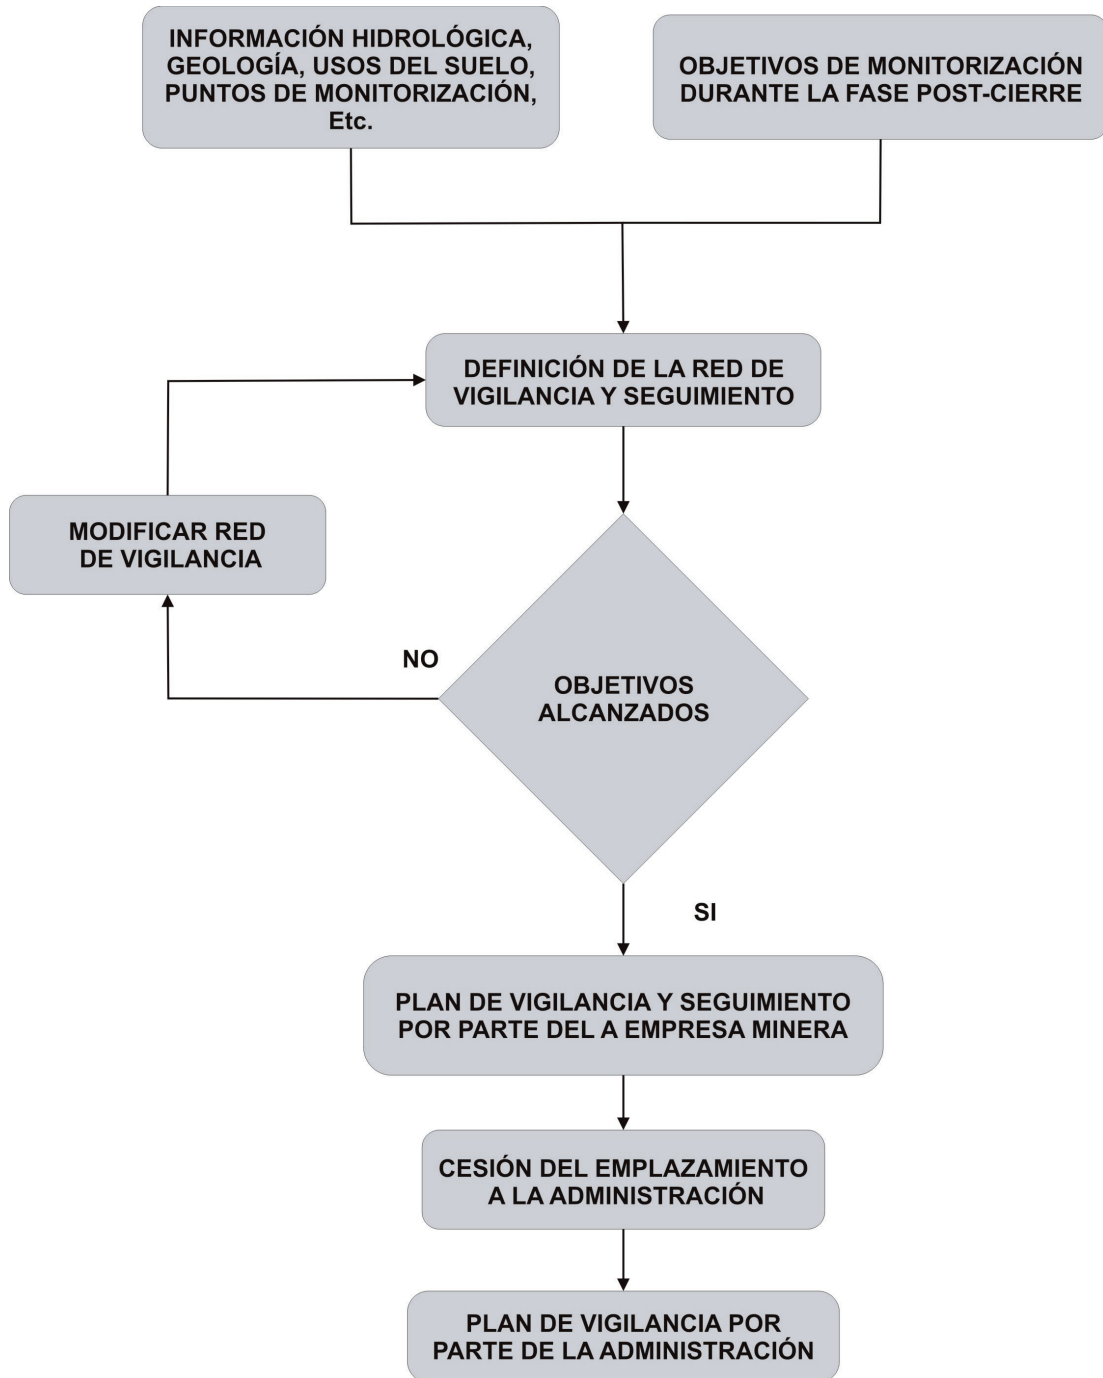 INFORMACIÓN HIDROLÓGICA,
GEOLOGÍA, USOS DEL SUELO,
PUNTOS DE MONITORIZACIÓN,
Etc.
OBJETIVOS DE MONITORIZACIÓN
DURANTE LA FASE POST-CIERRE
DEFINICIÓN DE LA RED DE
VIGILANCIA Y SEGUIMIENTO
MODIFICAR RED
DE VIGILANCIA
NO
OBJETIVOS
ALCANZADOS
SI
PLAN DE VIGILANCIA Y SEGUIMIENTO
POR PARTE DEL A EMPRESA MINERA
CESIÓN DEL EMPLAZAMIENTO
A LA ADMINISTRACIÓN
PLAN DE VIGILANCIA POR
PARTE DE LA ADMINISTRACIÓN